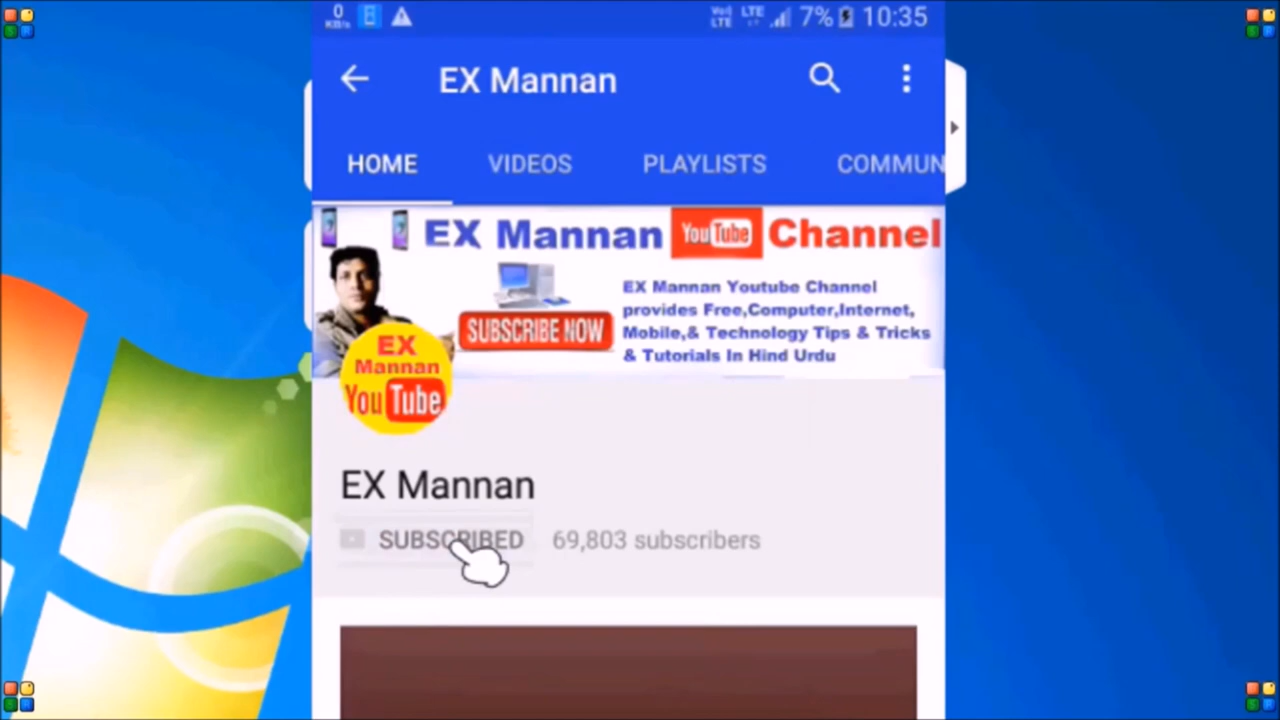 0
KB/s
VoI)
LTE
LTE
7%
10:35
EX Mannan
HOME
VIDEOS
PLAYLISTS
COMMUN
EX Mannan YouTube Channel
EX Mannan Youtube Channel
provides Free,Computer,Internet,
Mobile,& Technology Tips & Tricks
& Tutorials In Hind Urdu
SUBSCRIBE NOW
EX
Mannan
YouTube
EX Mannan
SUBSCRIBED
69,803 subscribers